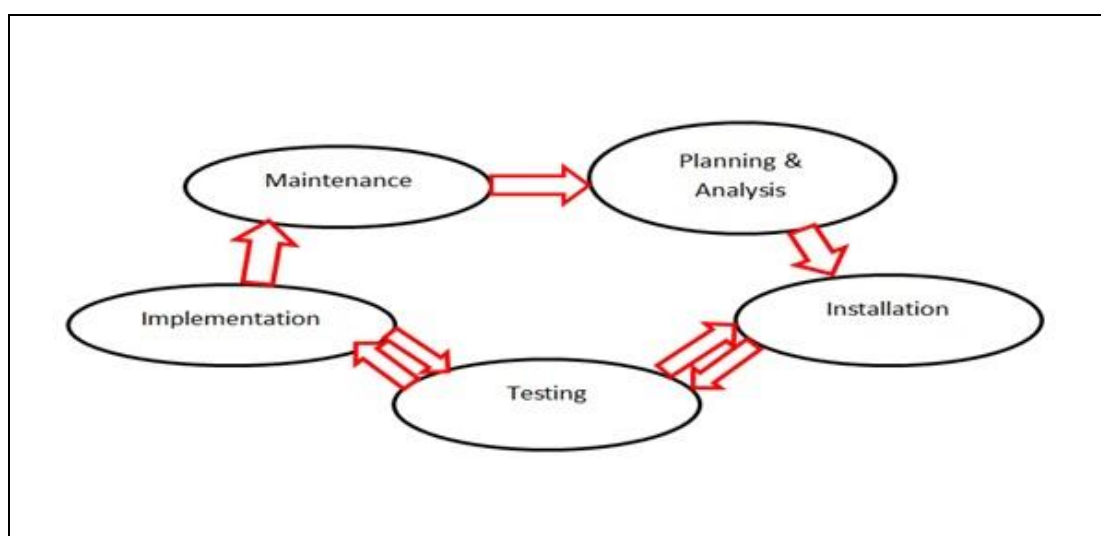 Maintenance
Planning &
Analysis
Installation
Implementation
Testing